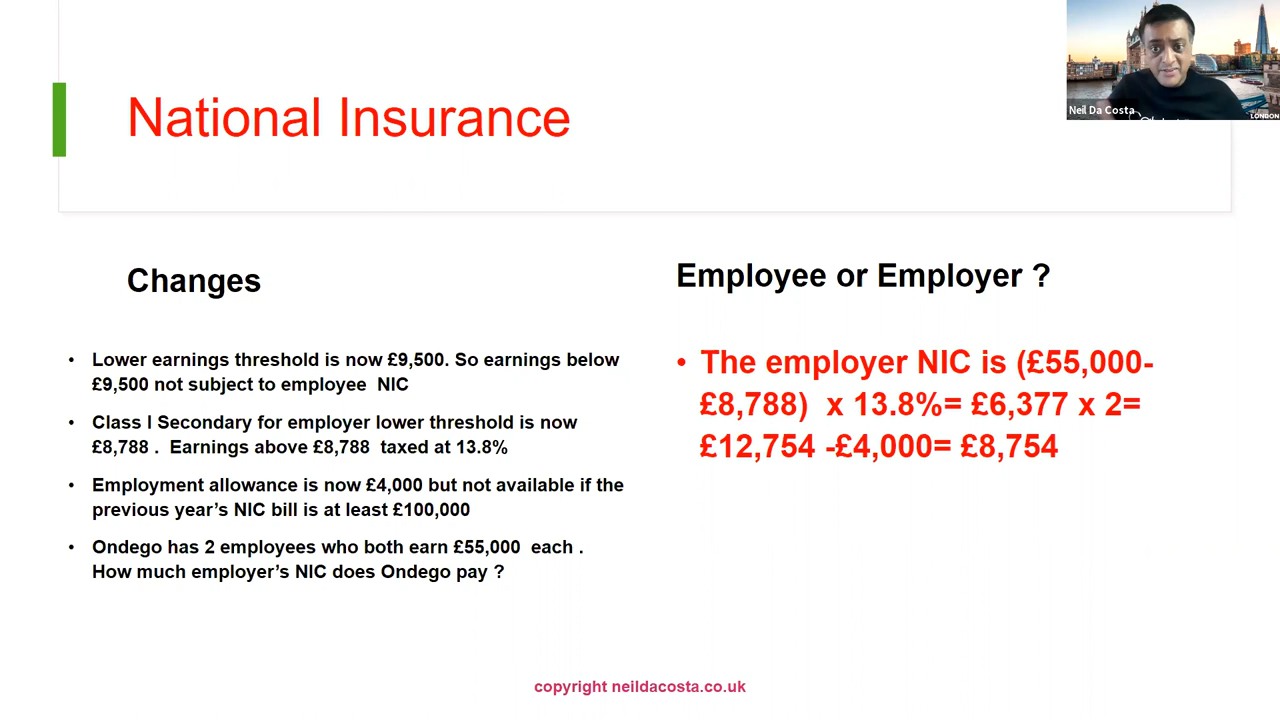 National Insurance
Neil Da Costa
LONDON
Changes
Lower earnings threshold is now £9,500. So earnings below
£9,500 not subject to employee  NIC
Class I Secondary for employer lower threshold is now
£8,788 .  Earnings above £8,788  taxed at 13.8%
Employment allowance is now £4,000 but not available if the
previous year’s NIC bill is at least £100,000
Ondego has 2 employees who both earn £55,000  each .
How much employer’s NIC does Ondego pay ?
Employee or Employer ?
The employer NIC is (£55,000-
£8,788)  x 13.8%= £6,377 x 2=
£12,754 -£4,000= £8,754
copyright neildacosta.co.uk